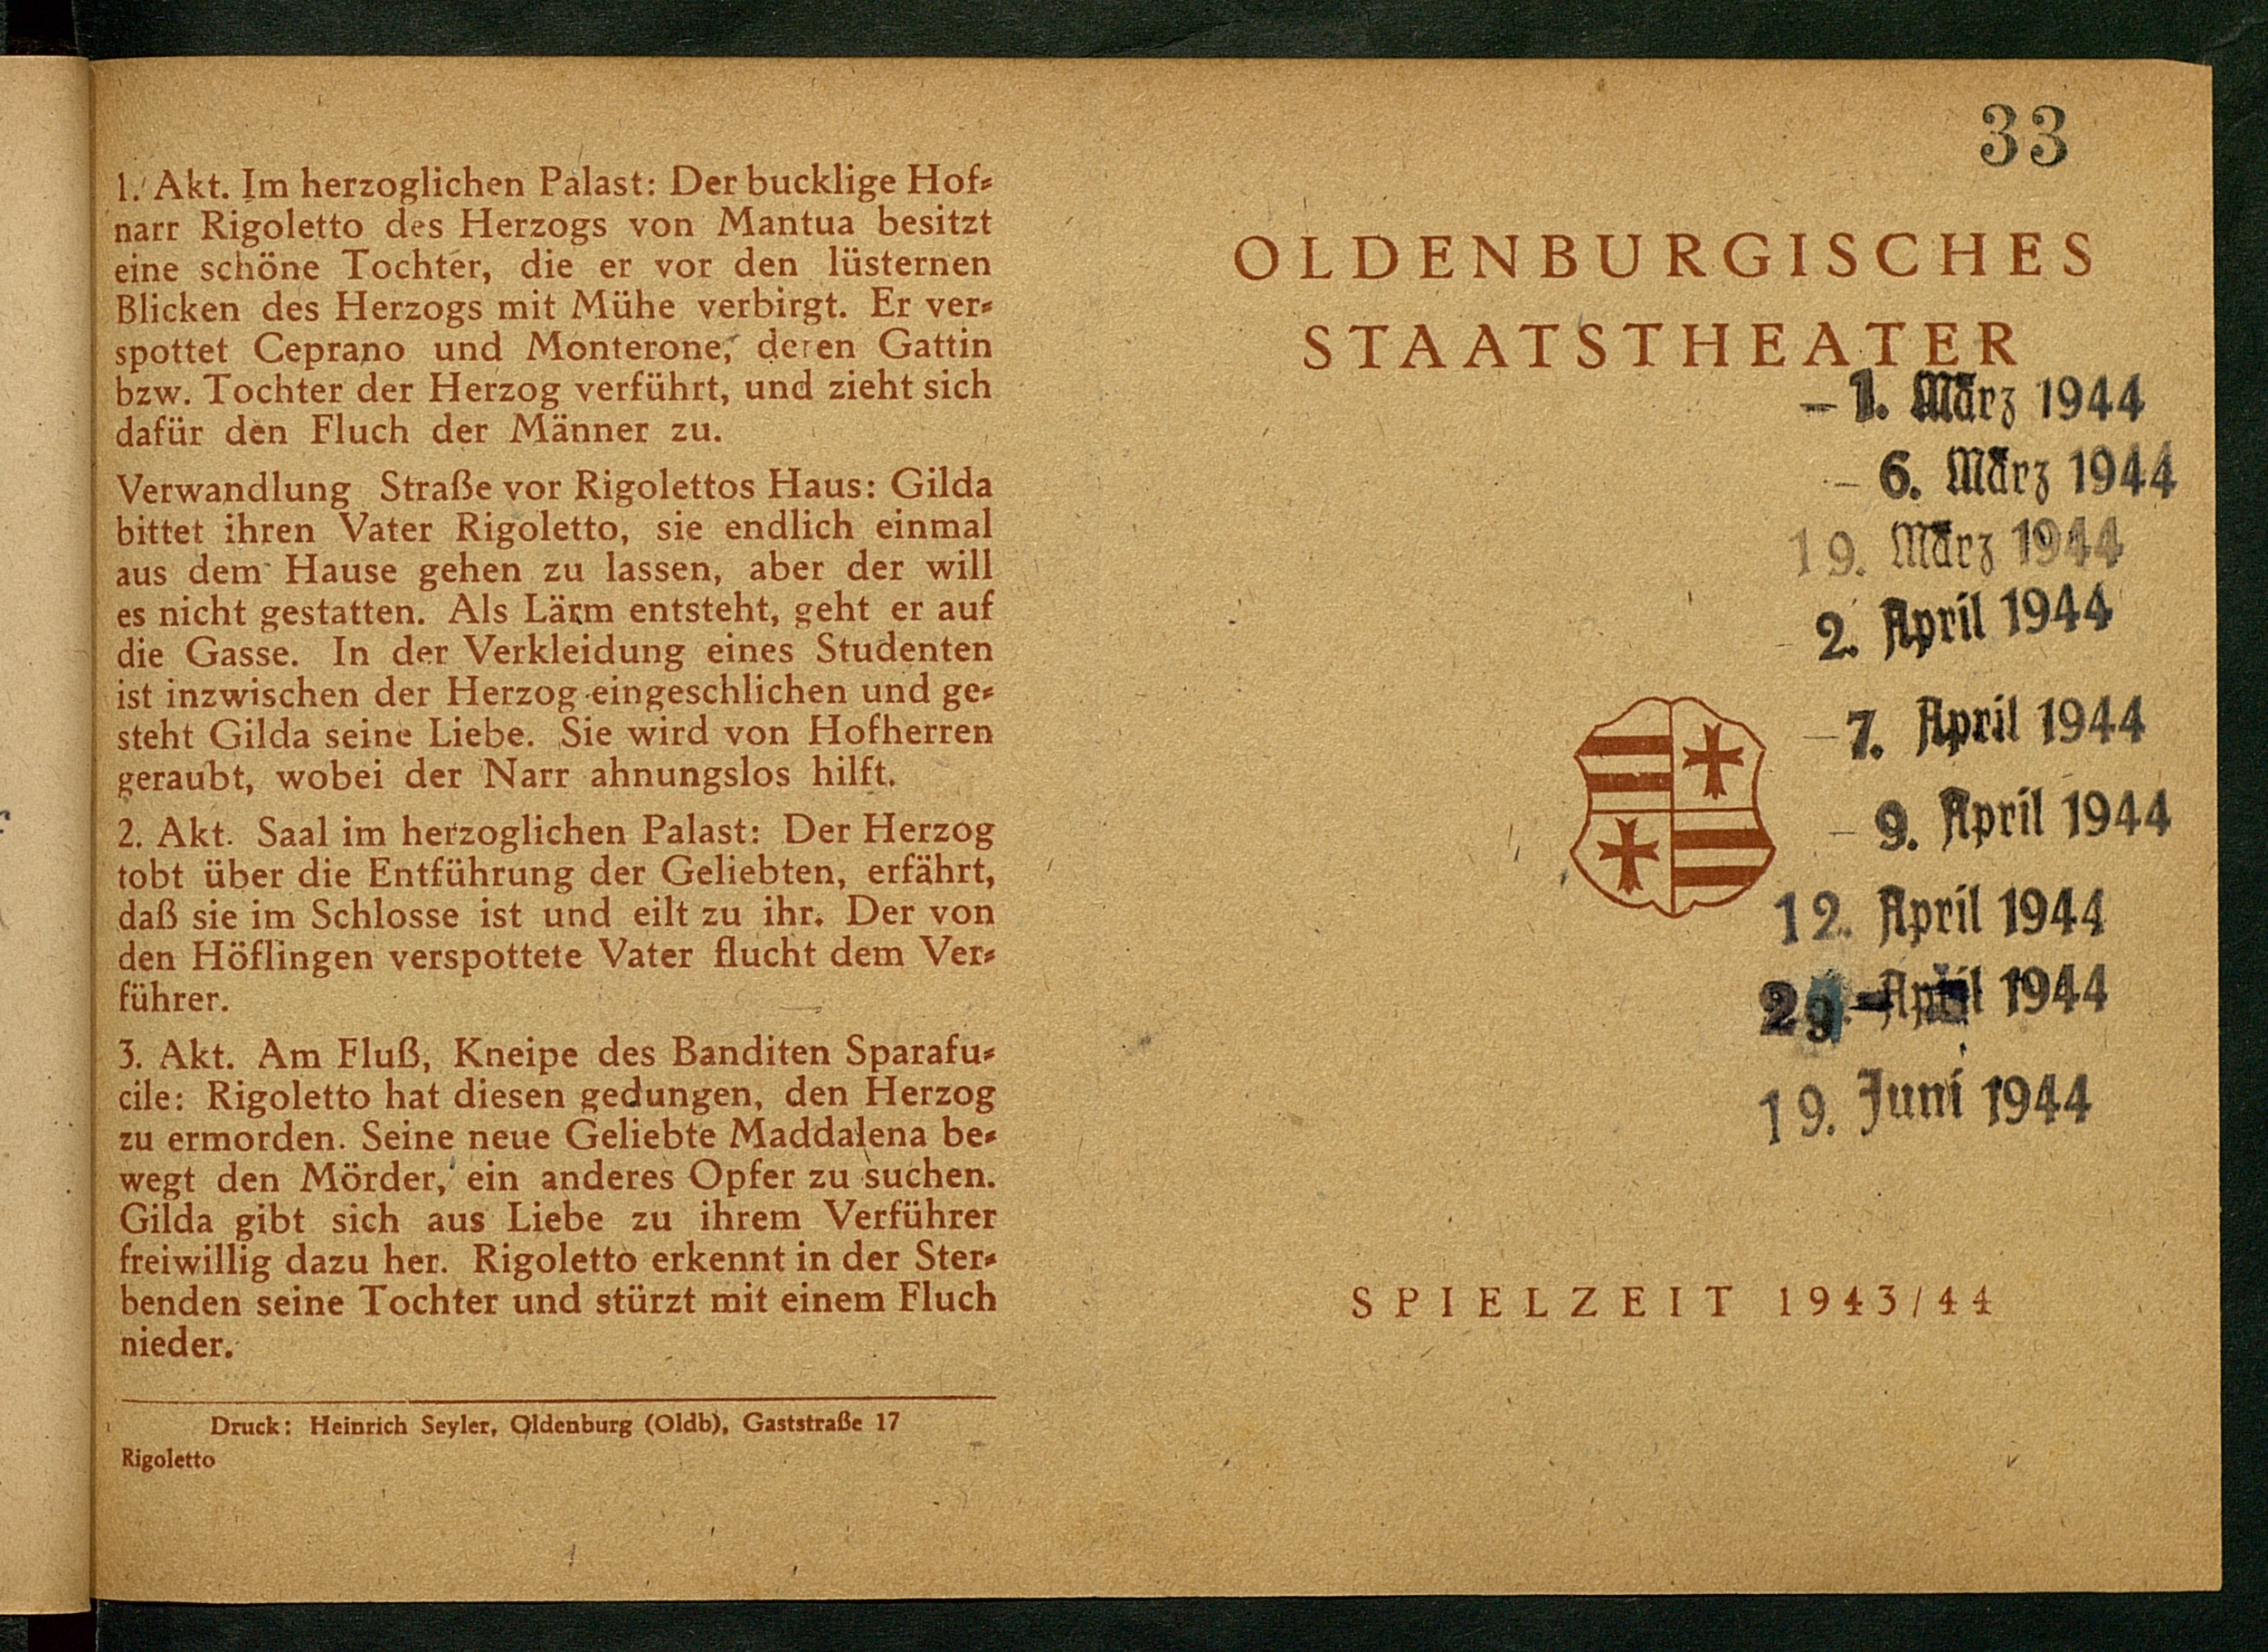 1. Akt. Im herzoglichen Palast: Der bucklige Hof-
narr Rigoletto des Herzogs von Mantua besitzt
eine schöne Tochter, die er vor den lüsternen
Blicken des Herzogs mit Mühe verbirgt. Er ver-
spottet Ceprano und Monterone, deren Gattin
bzw. Tochter der Herzog verführt, und zieht sich
dafür den Fluch der Männer zu.
Verwandlung Straße vor Rigolettos Haus: Gilda
bittet ihren Vater Rigoletto, sie endlich einmal
aus dem Hause gehen zu lassen, aber der will
es nicht gestatten. Als Lärm entsteht, geht er auf
die Gasse. In der Verkleidung eines Studenten
ist inzwischen der Herzog eingeschlichen und ge-
steht Gilda seine Liebe. Sie wird von Hofherren
geraubt, wobei der Narr ahnungslos hilft.
2. Akt. Saal im herzoglichen Palast: Der Herzog
tobt über die Entführung der Geliebten, erfährt,
daß sie im Schlosse ist und eilt zu ihr. Der von
den Höflingen verspottete Vater flucht dem Ver-
führer.
3. Akt. Am Fluß, Kneipe des Banditen Sparafu-
cile: Rigoletto hat diesen gedungen, den Herzog
zu ermorden. Seine neue Geliebte Maddalena be-
wegt den Mörder, ein anderes Opfer zu suchen.
Gilda gibt sich aus Liebe zu ihrem Verführer
freiwillig dazu her. Rigoletto erkennt in der Ster-
benden seine Tochter und stürzt mit einem Fluch
nieder.
Druck: Heinrich Seyler, Oldenburg (Oldb), Gaststraße 17
Rigoletto
33
OLDENBURGISCHES
STAATSTHEATER
- 1. März 1944
- 6. März 1944
19. März 1944
2. April 1944
- 7. April 1944
- 9. April 1944
12. April 1944
April 1944
19. Juni 1944
SPIELZEIT 1943/44